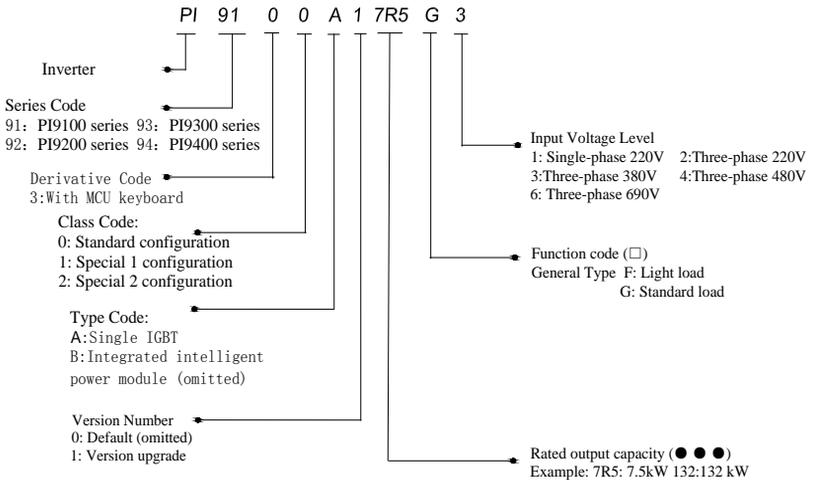 PI 91 0 0 A 1 7R5 G 3
Inverter
Series Code
91: PI9100 series 93: PI9300 series
92: PI9200 series 94: PI9400 series
Derivative Code
3:With MCU keyboard
Class Code:
0: Standard configuration
1: Special 1 configuration
2: Special 2 configuration
Type Code:
A:Single IGBT
B:Integrated intelligent
power module (omitted)
Version Number
0: Default (omitted)
1: Version upgrade
Input Voltage Level
1: Single-phase 220V 2:Three-phase 220V
3:Three-phase 380V 4:Three-phase 480V
6: Three-phase 690V
Function code (□)
General Type F: Light load
G: Standard load
Rated output capacity (● ● ●)
Example: 7R5: 7.5kW 132:132 kW